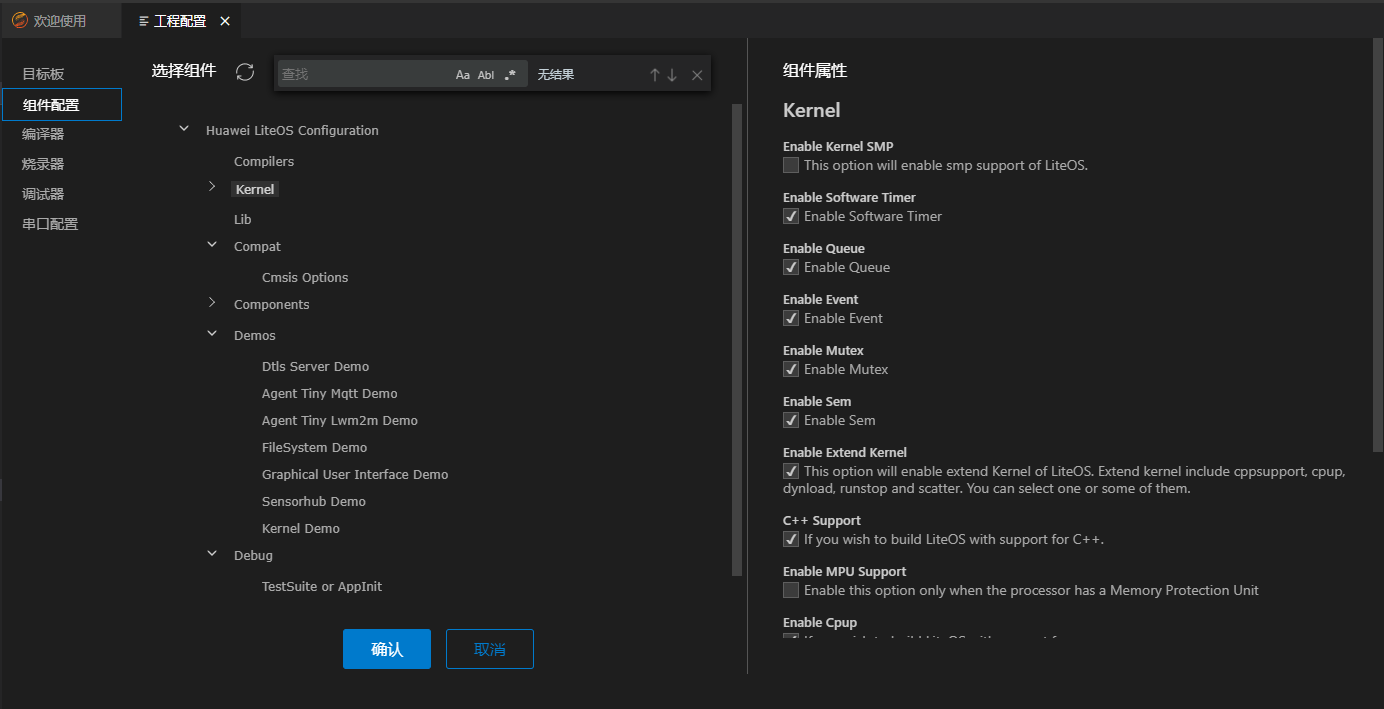 欢迎使用
工程配置
目标板
组件配置
编译器
烧录器
调试器
串口配置
选择组件
查找
Aa Abl .*
无结果
Huawei LiteOS Configuration
Compilers
Kernel
Lib
Compat
Cmsis Options
Components
Demos
Dtls Server Demo
Agent Tiny Mqtt Demo
Agent Tiny Lwm2m Demo
FileSystem Demo
Graphical User Interface Demo
Sensorhub Demo
Kernel Demo
Debug
TestSuite or AppInit
确认
取消
组件属性
Kernel
Enable Kernel SMP
This option will enable smp support of LiteOS.
Enable Software Timer
Enable Software Timer
Enable Queue
Enable Queue
Enable Event
Enable Event
Enable Mutex
Enable Mutex
Enable Sem
Enable Sem
Enable Extend Kernel
This option will enable extend Kernel of LiteOS. Extend kernel include cppsupport, cpup,
dynload, runstop and scatter. You can select one or some of them.
C++ Support
If you wish to build LiteOS with support for C++.
Enable MPU Support
Enable this option only when the processor has a Memory Protection Unit
Enable Cpup